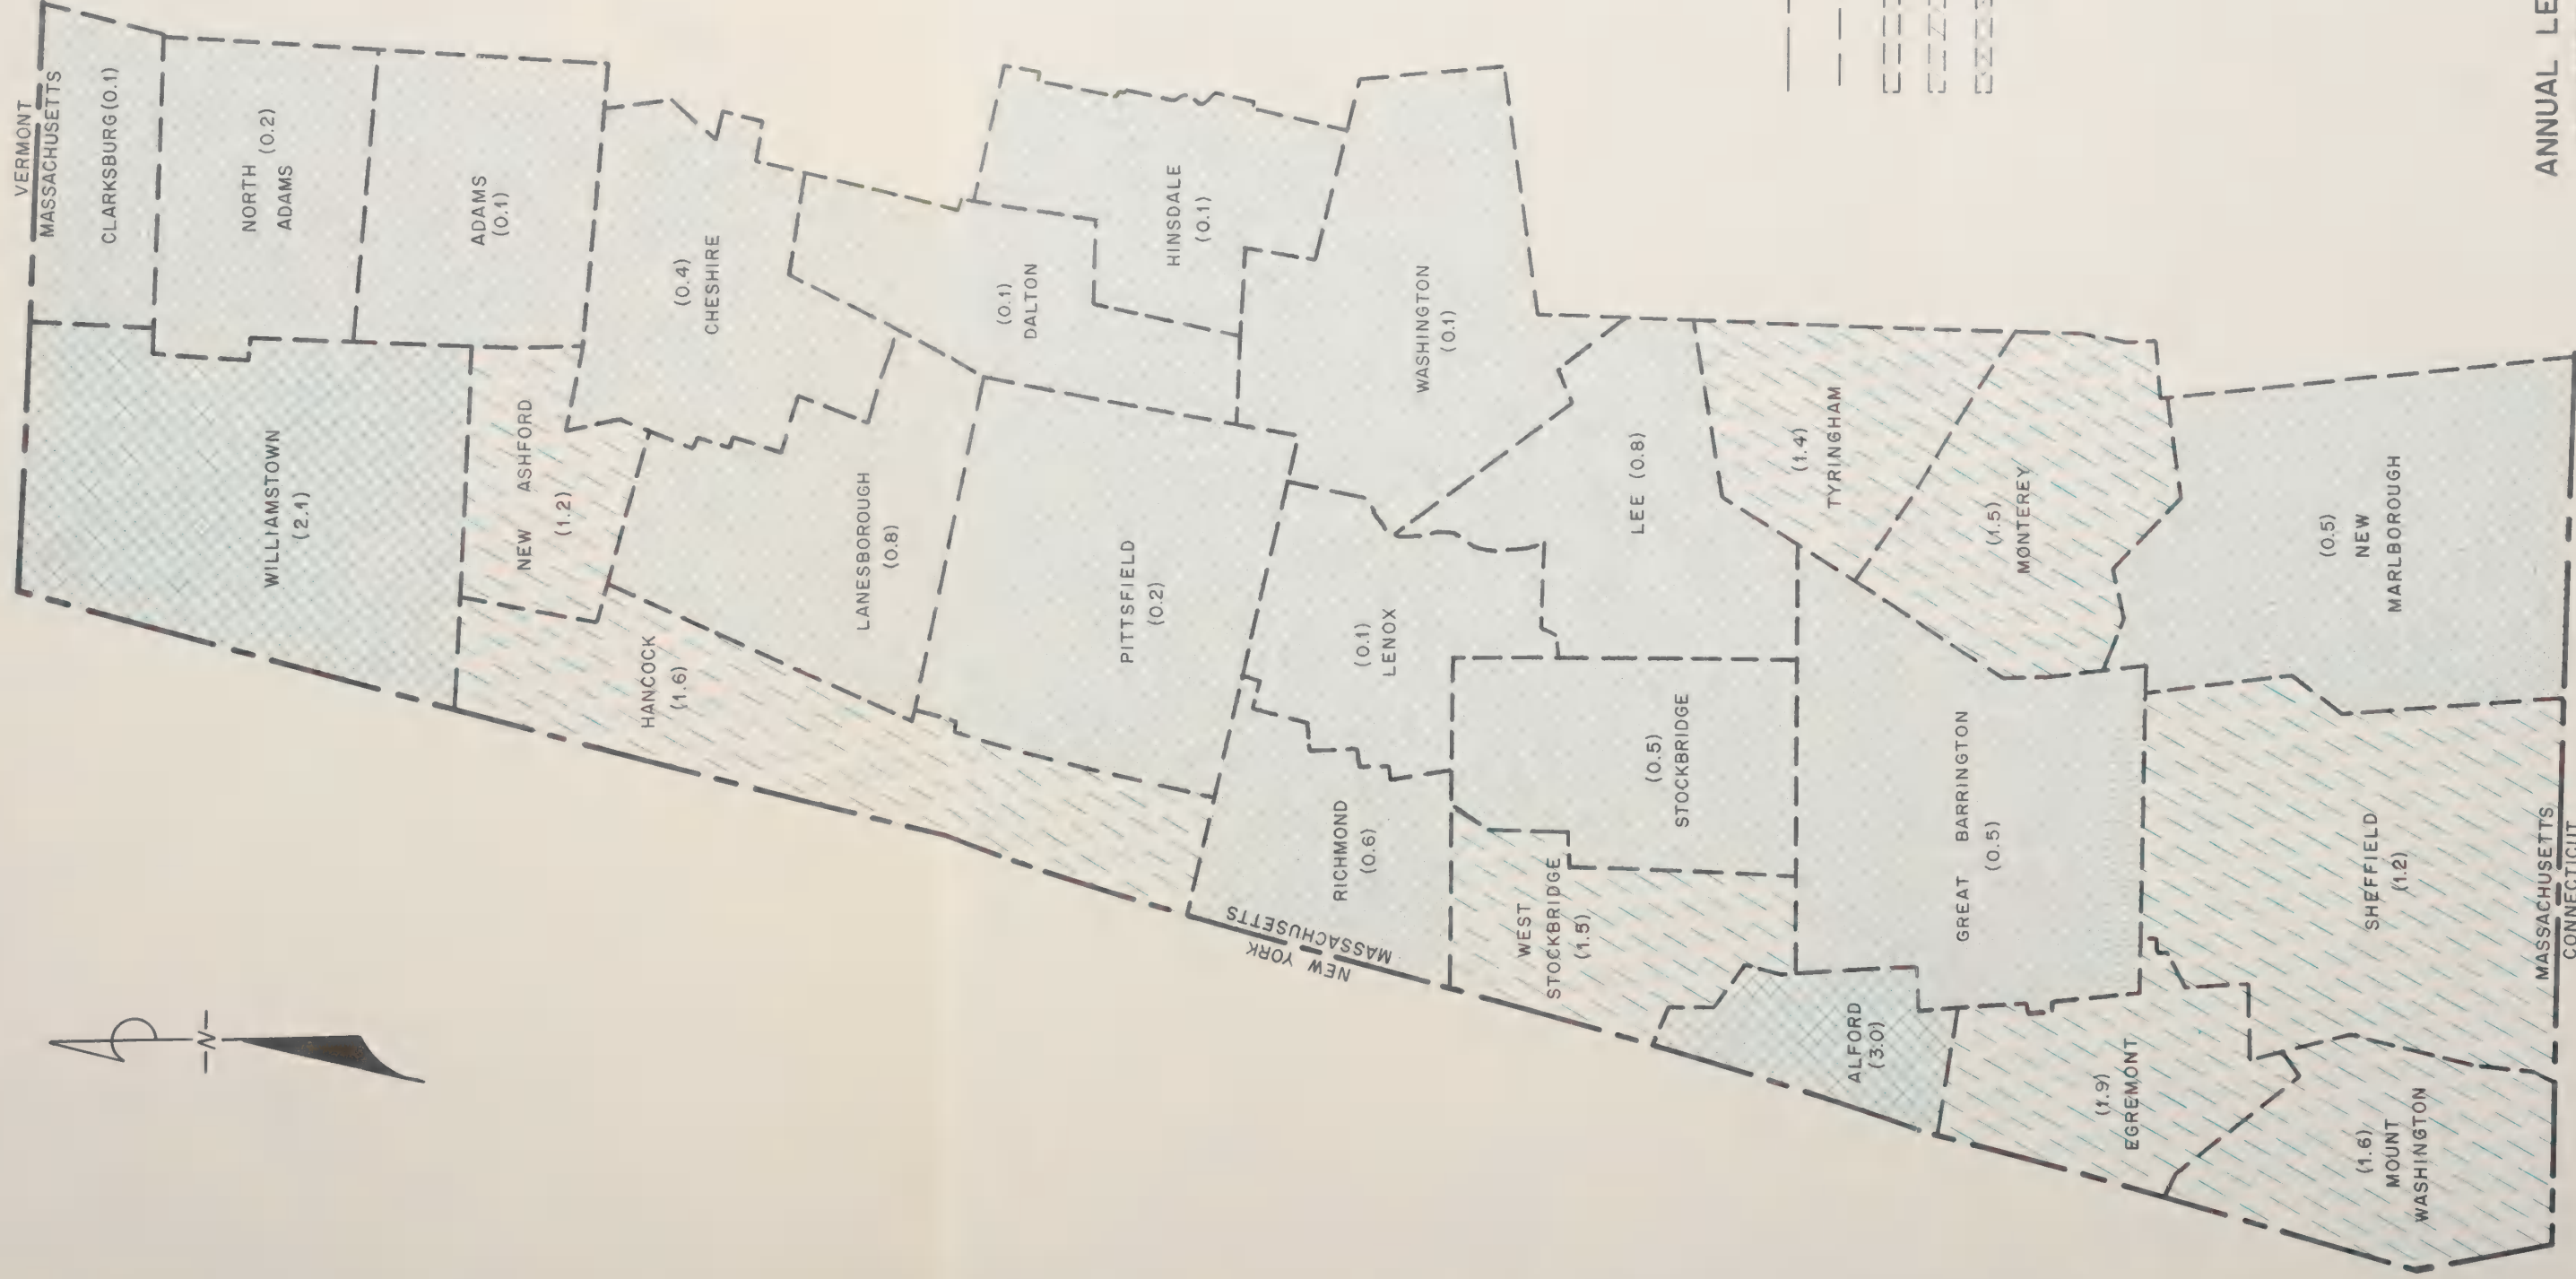 VERMONT
MASSACHUSETTS
CLARKSBURG (0.1)
NORTH (0.2)
ADAMS
ADAMS
(0.1)
WILLIAMSTOWN
(2.1)
NEW ASHFORD
(1.2)
HANCOCK
(1.6)
(0.4)
CHESHIRE
LANESBOROUGH
(0.8)
(0.1)
DALTON
HINSDALE
(0.1)
PITTSFIELD
(0.2)
WASHINGTON
(0.1)
(0.1)
LENOX
RICHMOND
(0.6)
MASSACHUSETTS
NEW YORK
LEE (0.8)
(0.5)
STOCKBRIDGE
WEST
STOCKBRIDGE
(1.5)
(1.4)
TYRINGHAM
(1.5)
MONTEREY
GREAT BARRINGTON
(0.5)
ALFORD
(3.0)
(1.9)
EGREMONT
(0.5)
NEW
MARLBOROUGH
SHEFFIELD
(1.2)
(1.6)
MOUNT
WASHINGTON
MASSACHUSETTS
CONNECTICUT
N
ANNUAL LE